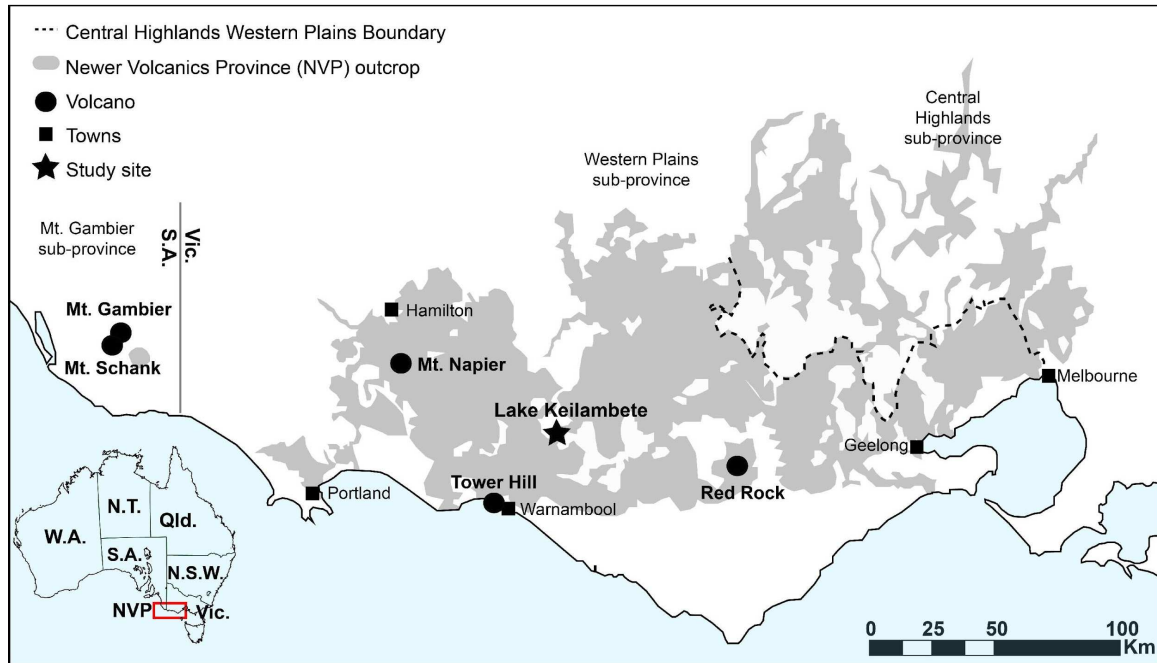 Central Highlands Western Plains Boundary
Newer Volcanics Province (NVP) outcrop
Volcano
Towns
Study site
Central
Highlands
sub-province
Western Plains
sub-province
Mt. Gambier
sub-province
Vic.
S.A.
Mt. Gambier
Mt. Schank
Hamilton
Mt. Napier
Lake Keilambete
Melbourne
Geelong
Portland
Tower Hill
Warnambool
Red Rock
W.A.
N.T.
Qld.
S.A.
N.S.W.
NVP
Vic.
0 25 50 100
Km